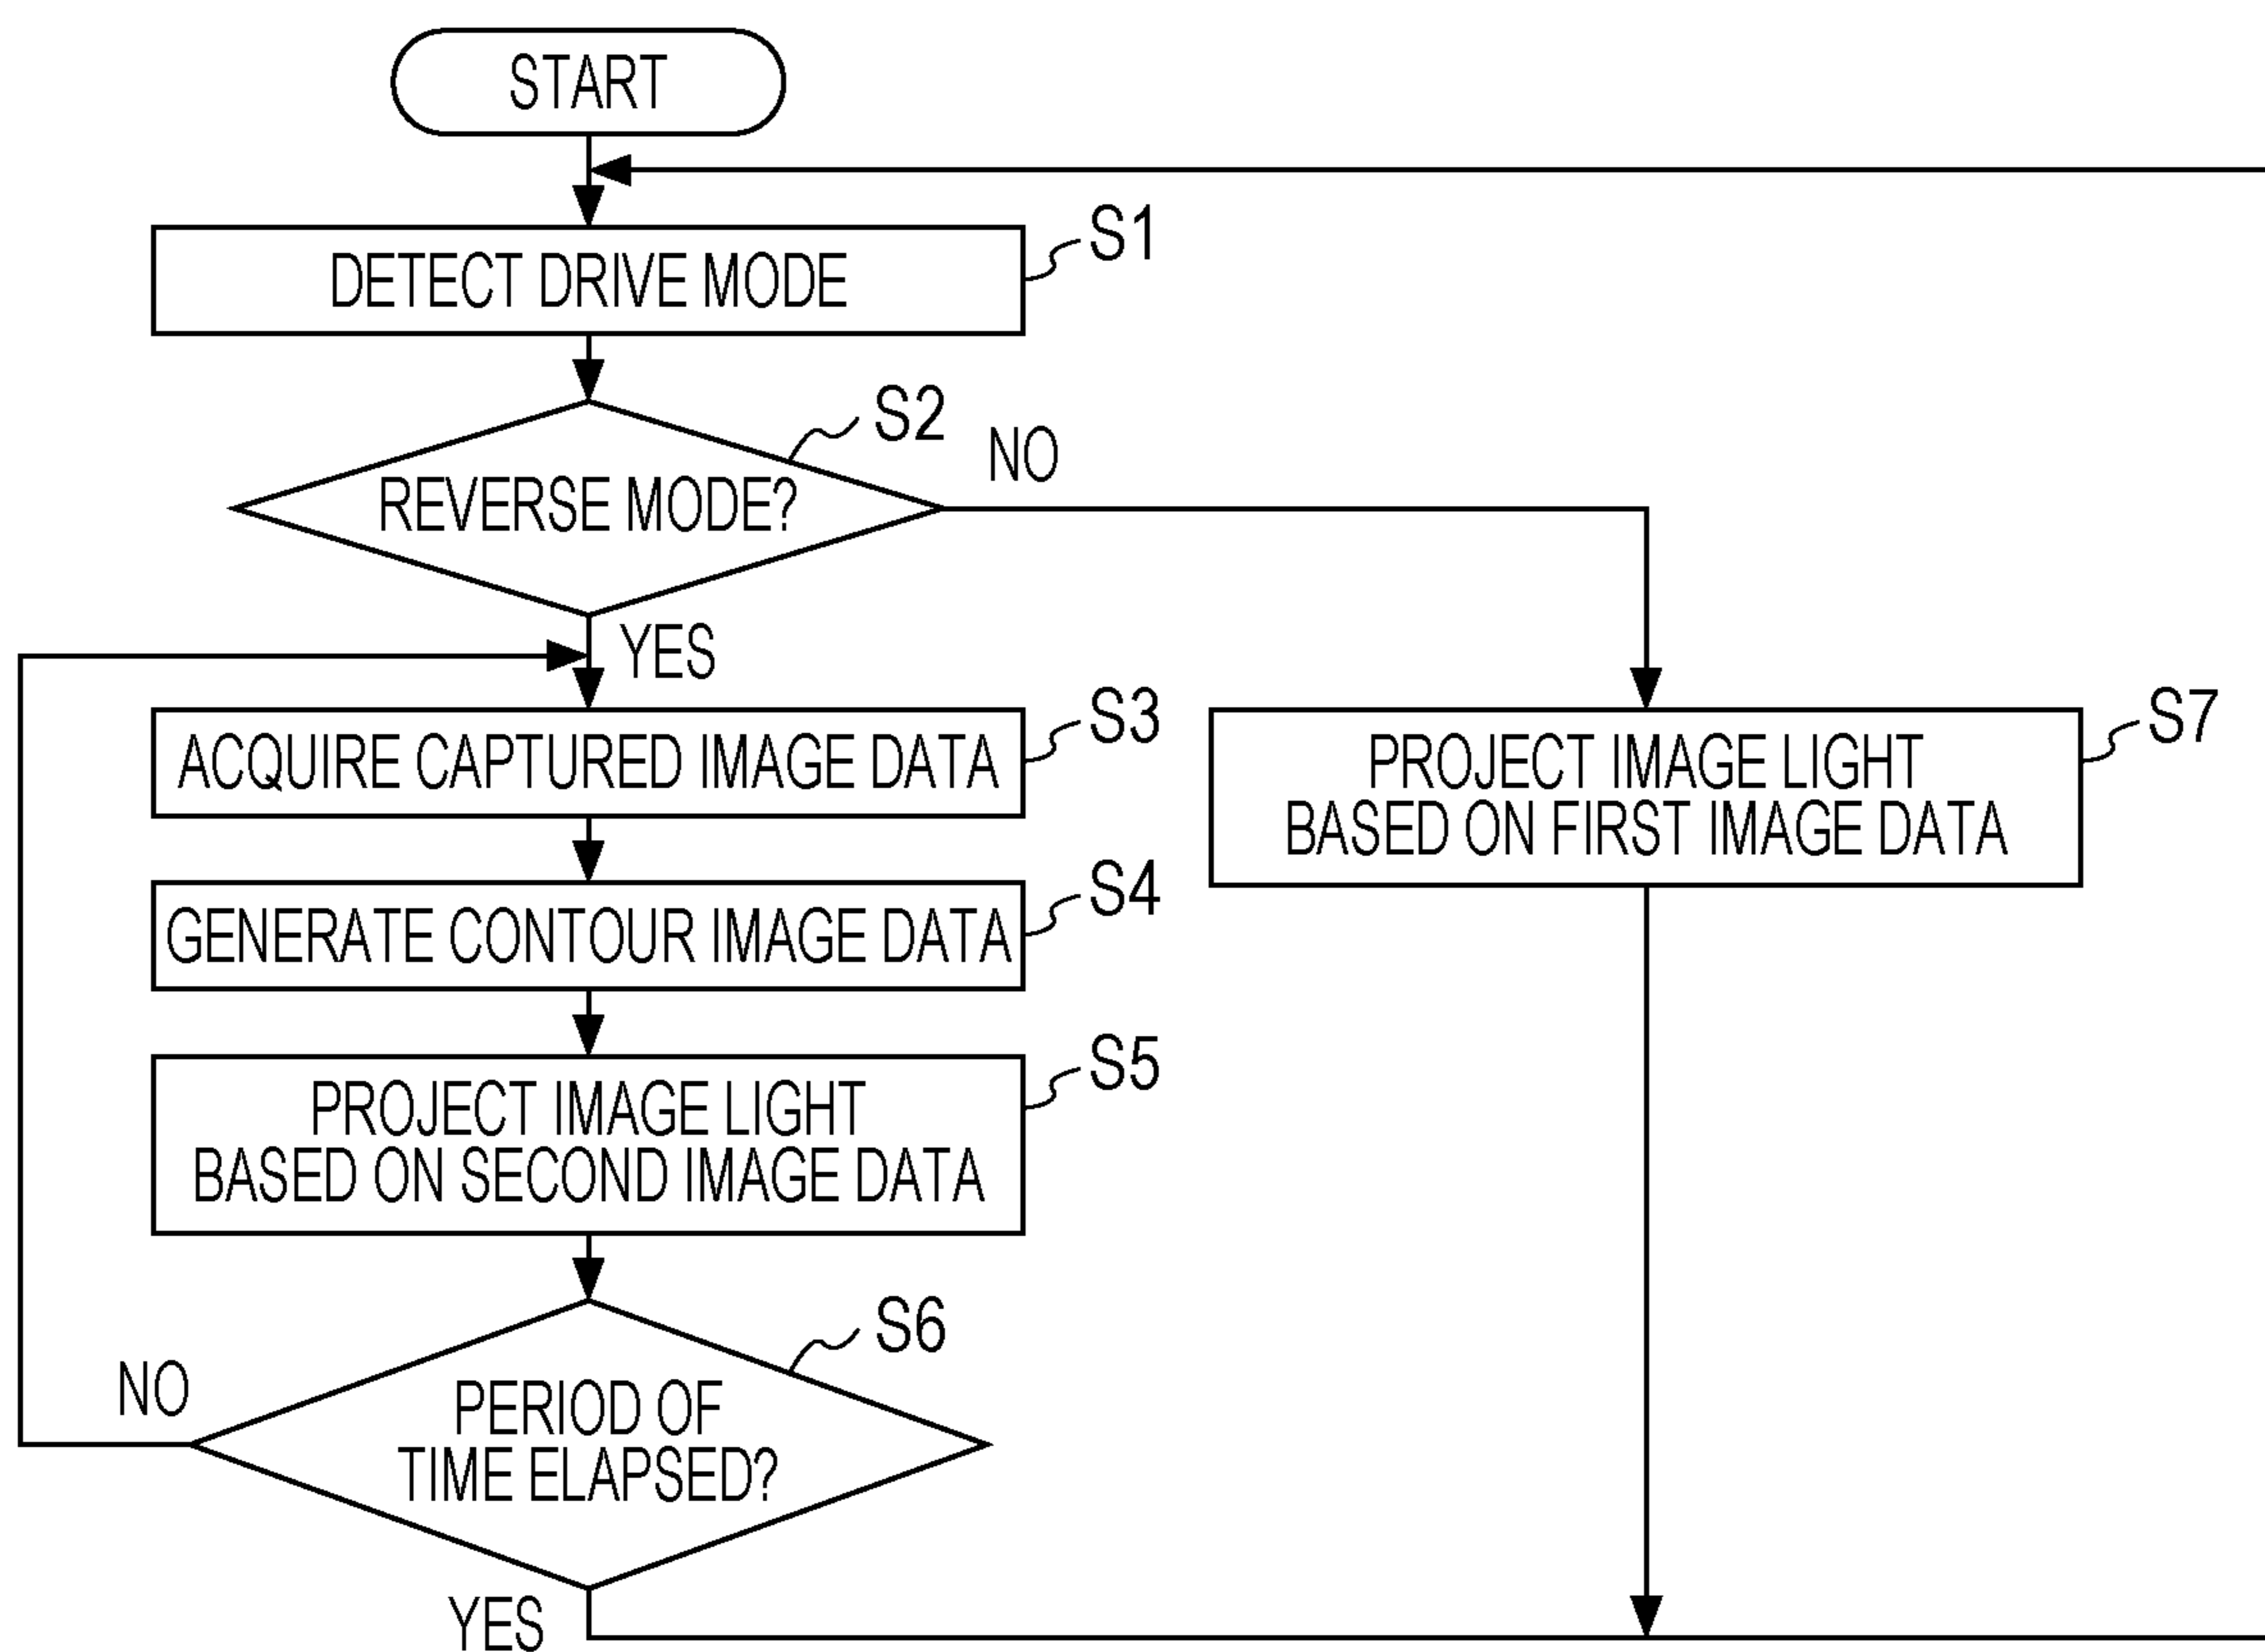 START
DETECT DRIVE MODE
S1
S2
REVERSE MODE?
NO
YES
ACQUIRE CAPTURED IMAGE DATA
S3
GENERATE CONTOUR IMAGE DATA
S4
PROJECT IMAGE LIGHT
BASED ON SECOND IMAGE DATA
S5
S6
PERIOD OF
TIME ELAPSED?
NO
YES
PROJECT IMAGE LIGHT
BASED ON FIRST IMAGE DATA
S7